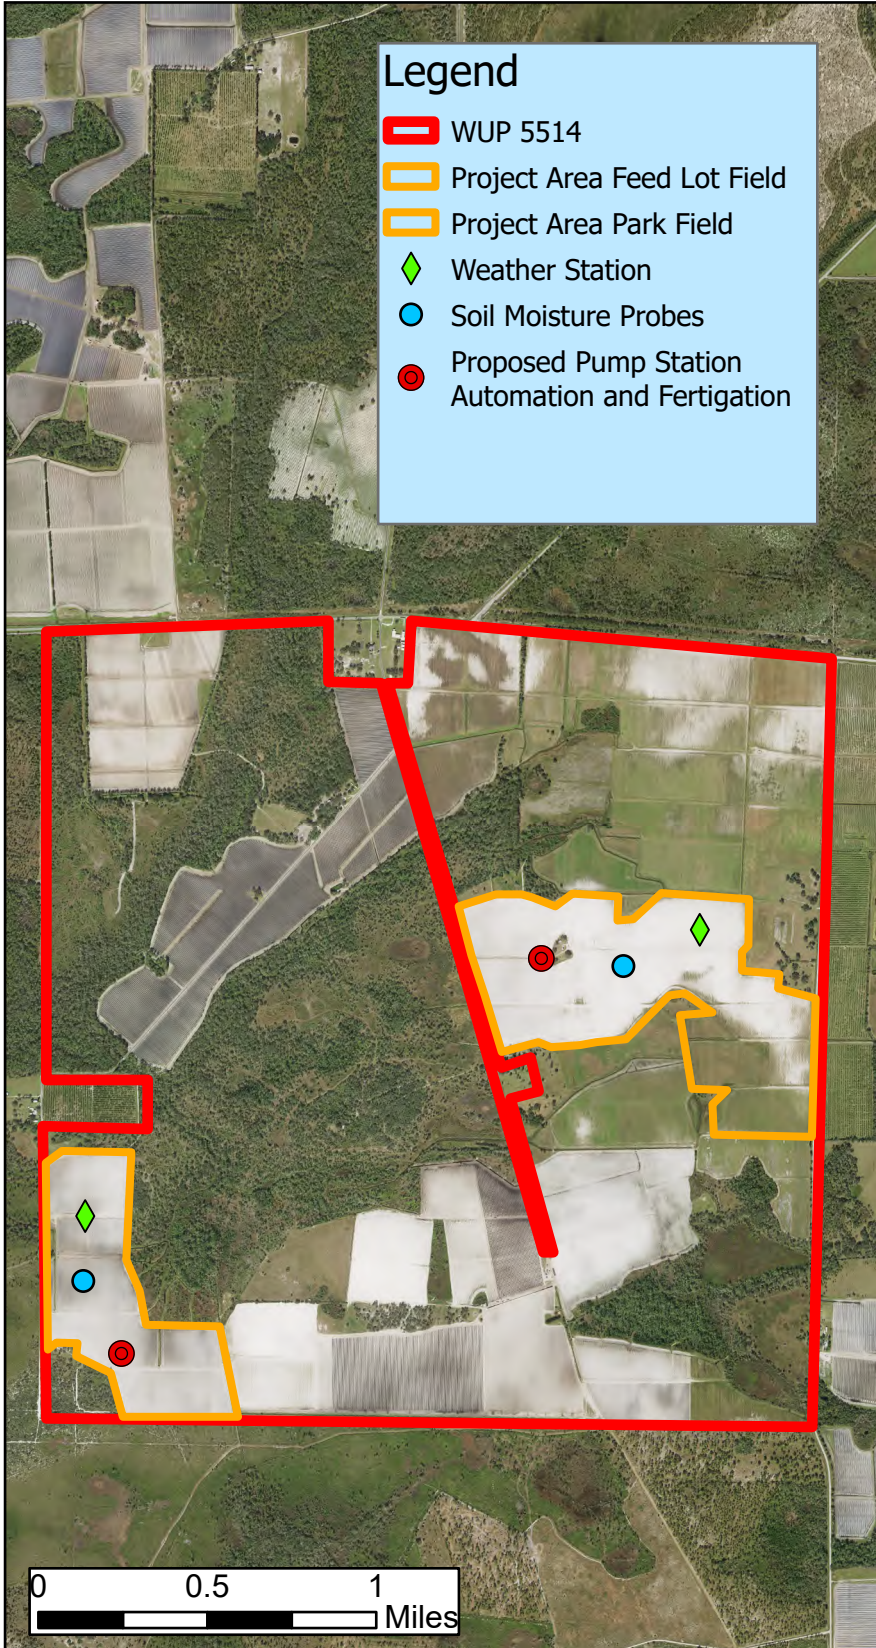 Legend
WUP 5514
Project Area Feed Lot Field
Project Area Park Field
Weather Station
Soil Moisture Probes
Proposed Pump Station
Automation and Fertigation
0 0.5 1
Miles